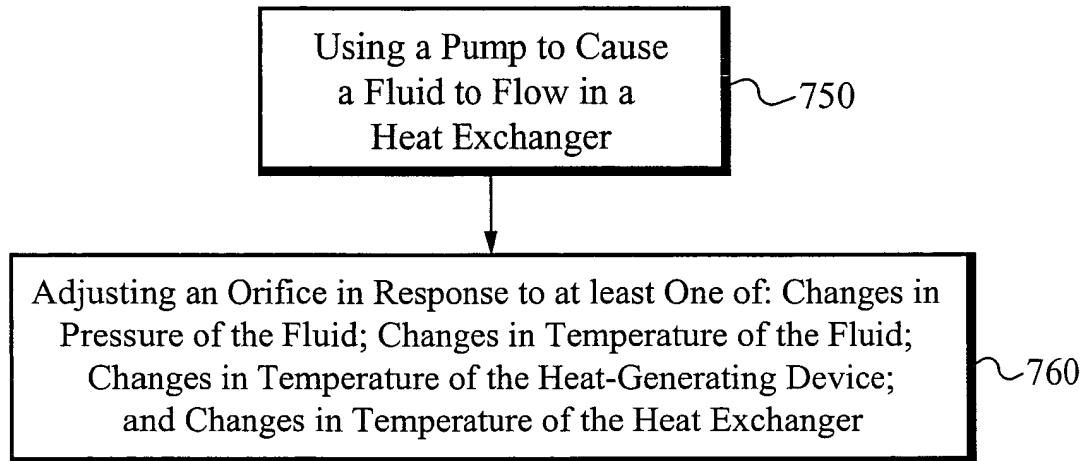 Using a Pump to Cause
a Fluid to Flow in a
Heat Exchanger
750
Adjusting an Orifice in Response to at least One of: Changes in
Pressure of the Fluid; Changes in Temperature of the Fluid;
Changes in Temperature of the Heat-Generating Device;
and Changes in Temperature of the Heat Exchanger
760